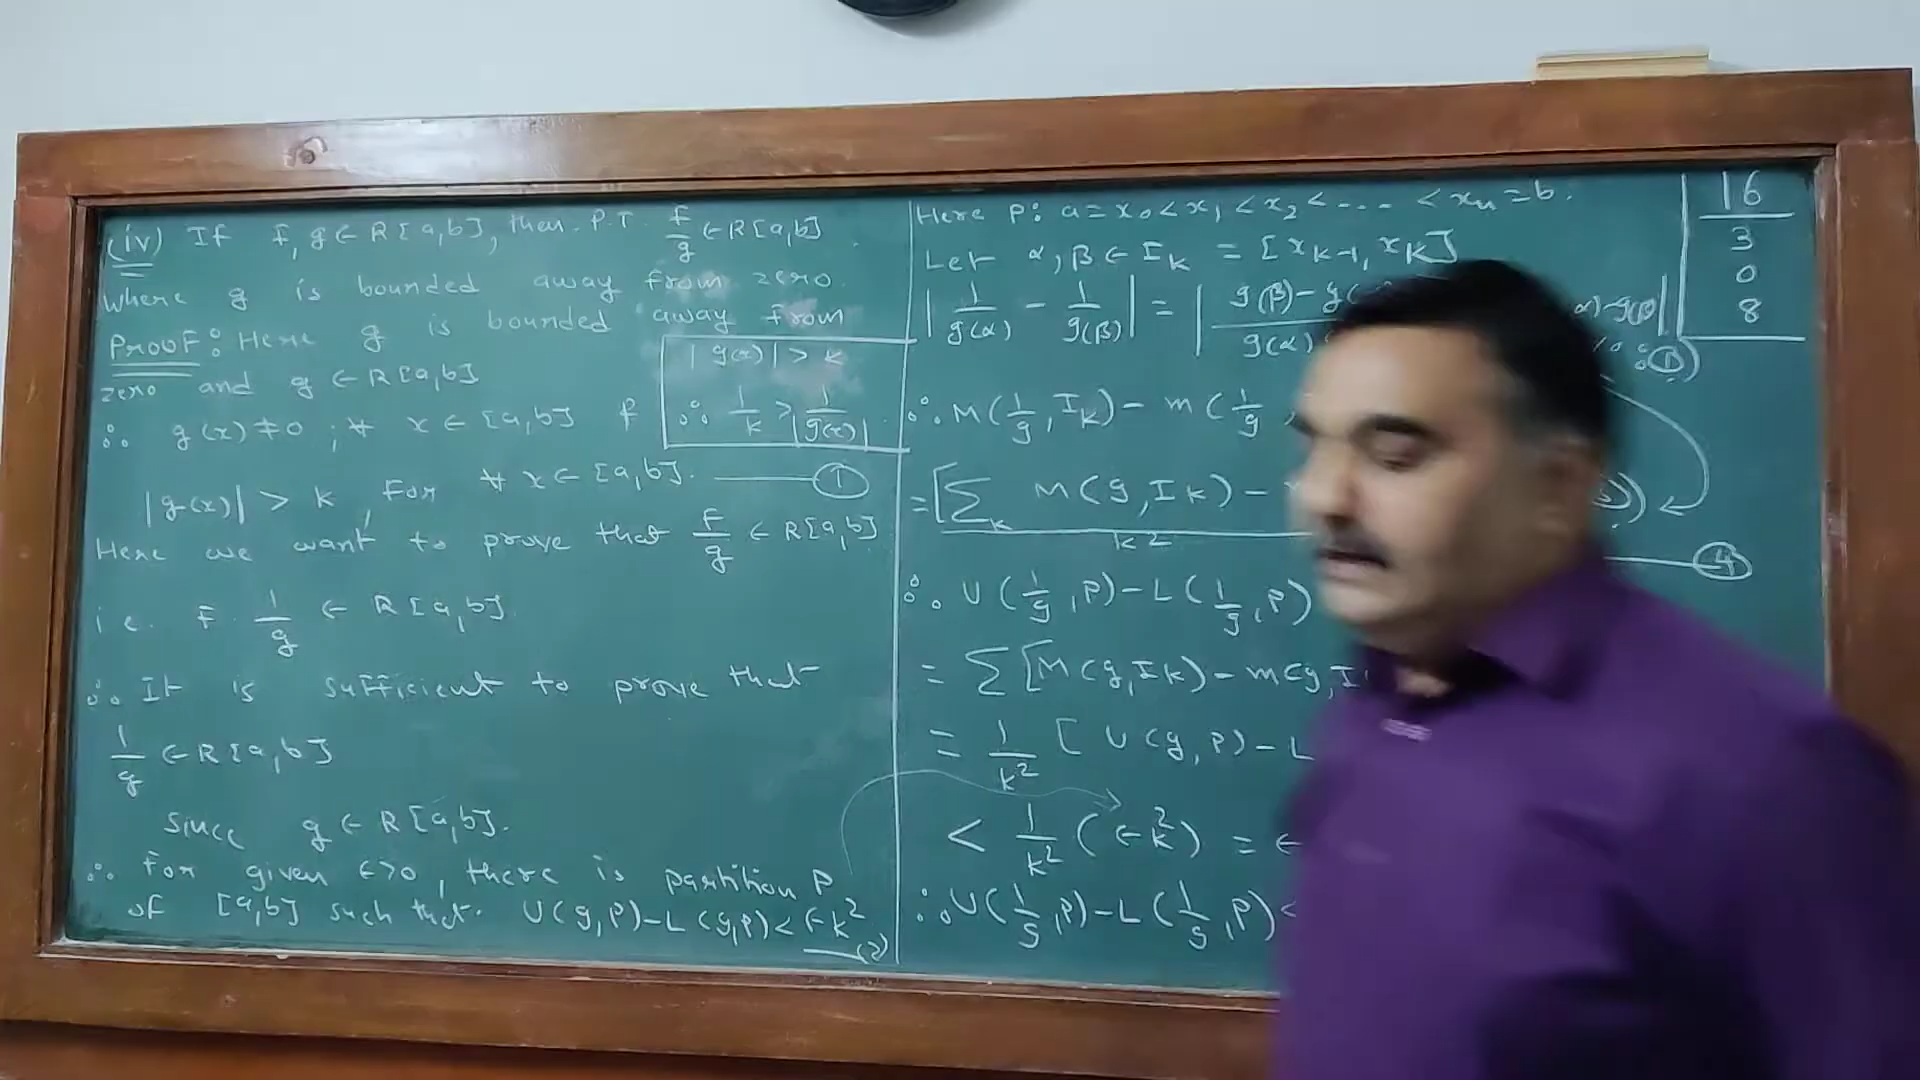 (iv) If f, g ∈ R[a,b], then P.T. f/g ∈ R[a,b]
where g is bounded away from zero.
Proof: Here g is bounded away from
zero and g ∈ R[a,b]
∴ g(x) ≠ 0 ; ∀ x ∈ [a,b] f
|g(x)| > k
∴ 1/k > 1/|g(x)|
|g(x)| > k, for ∀ x ∈ [a,b]. ——— ①
Here we want to prove that f/g ∈ R[a,b]
i.e. f · 1/g ∈ R[a,b]
∴ It is sufficient to prove that
1/g ∈ R[a,b]
since g ∈ R[a,b].
∴ For given ∈>0, there is partition P
of [a,b] such that. U(g,P)-L(g,P) < ∈k²
(2)
Here P: a = x₀ < x₁ < x₂ < .... < xₙ = b.
Let α, β ∈ Iₖ = [xₖ₋₁, xₖ]
|1/g(α) - 1/g(β)| = |g(β) - g(
g(α)
α)-g(β)|
∴ M(1/g, Iₖ) - m(1/g
= [Σₖ M(g, Iₖ) -
k²
④
∴ U(1/g, P) - L(1/g, P)
= Σ [M(g, Iₖ) - m(g, I
= 1/k² [U(g, P) - L
< 1/k² (∈k²) = ∈
∴ U(1/g, P) - L(1/g, P) <
16
3
0
8